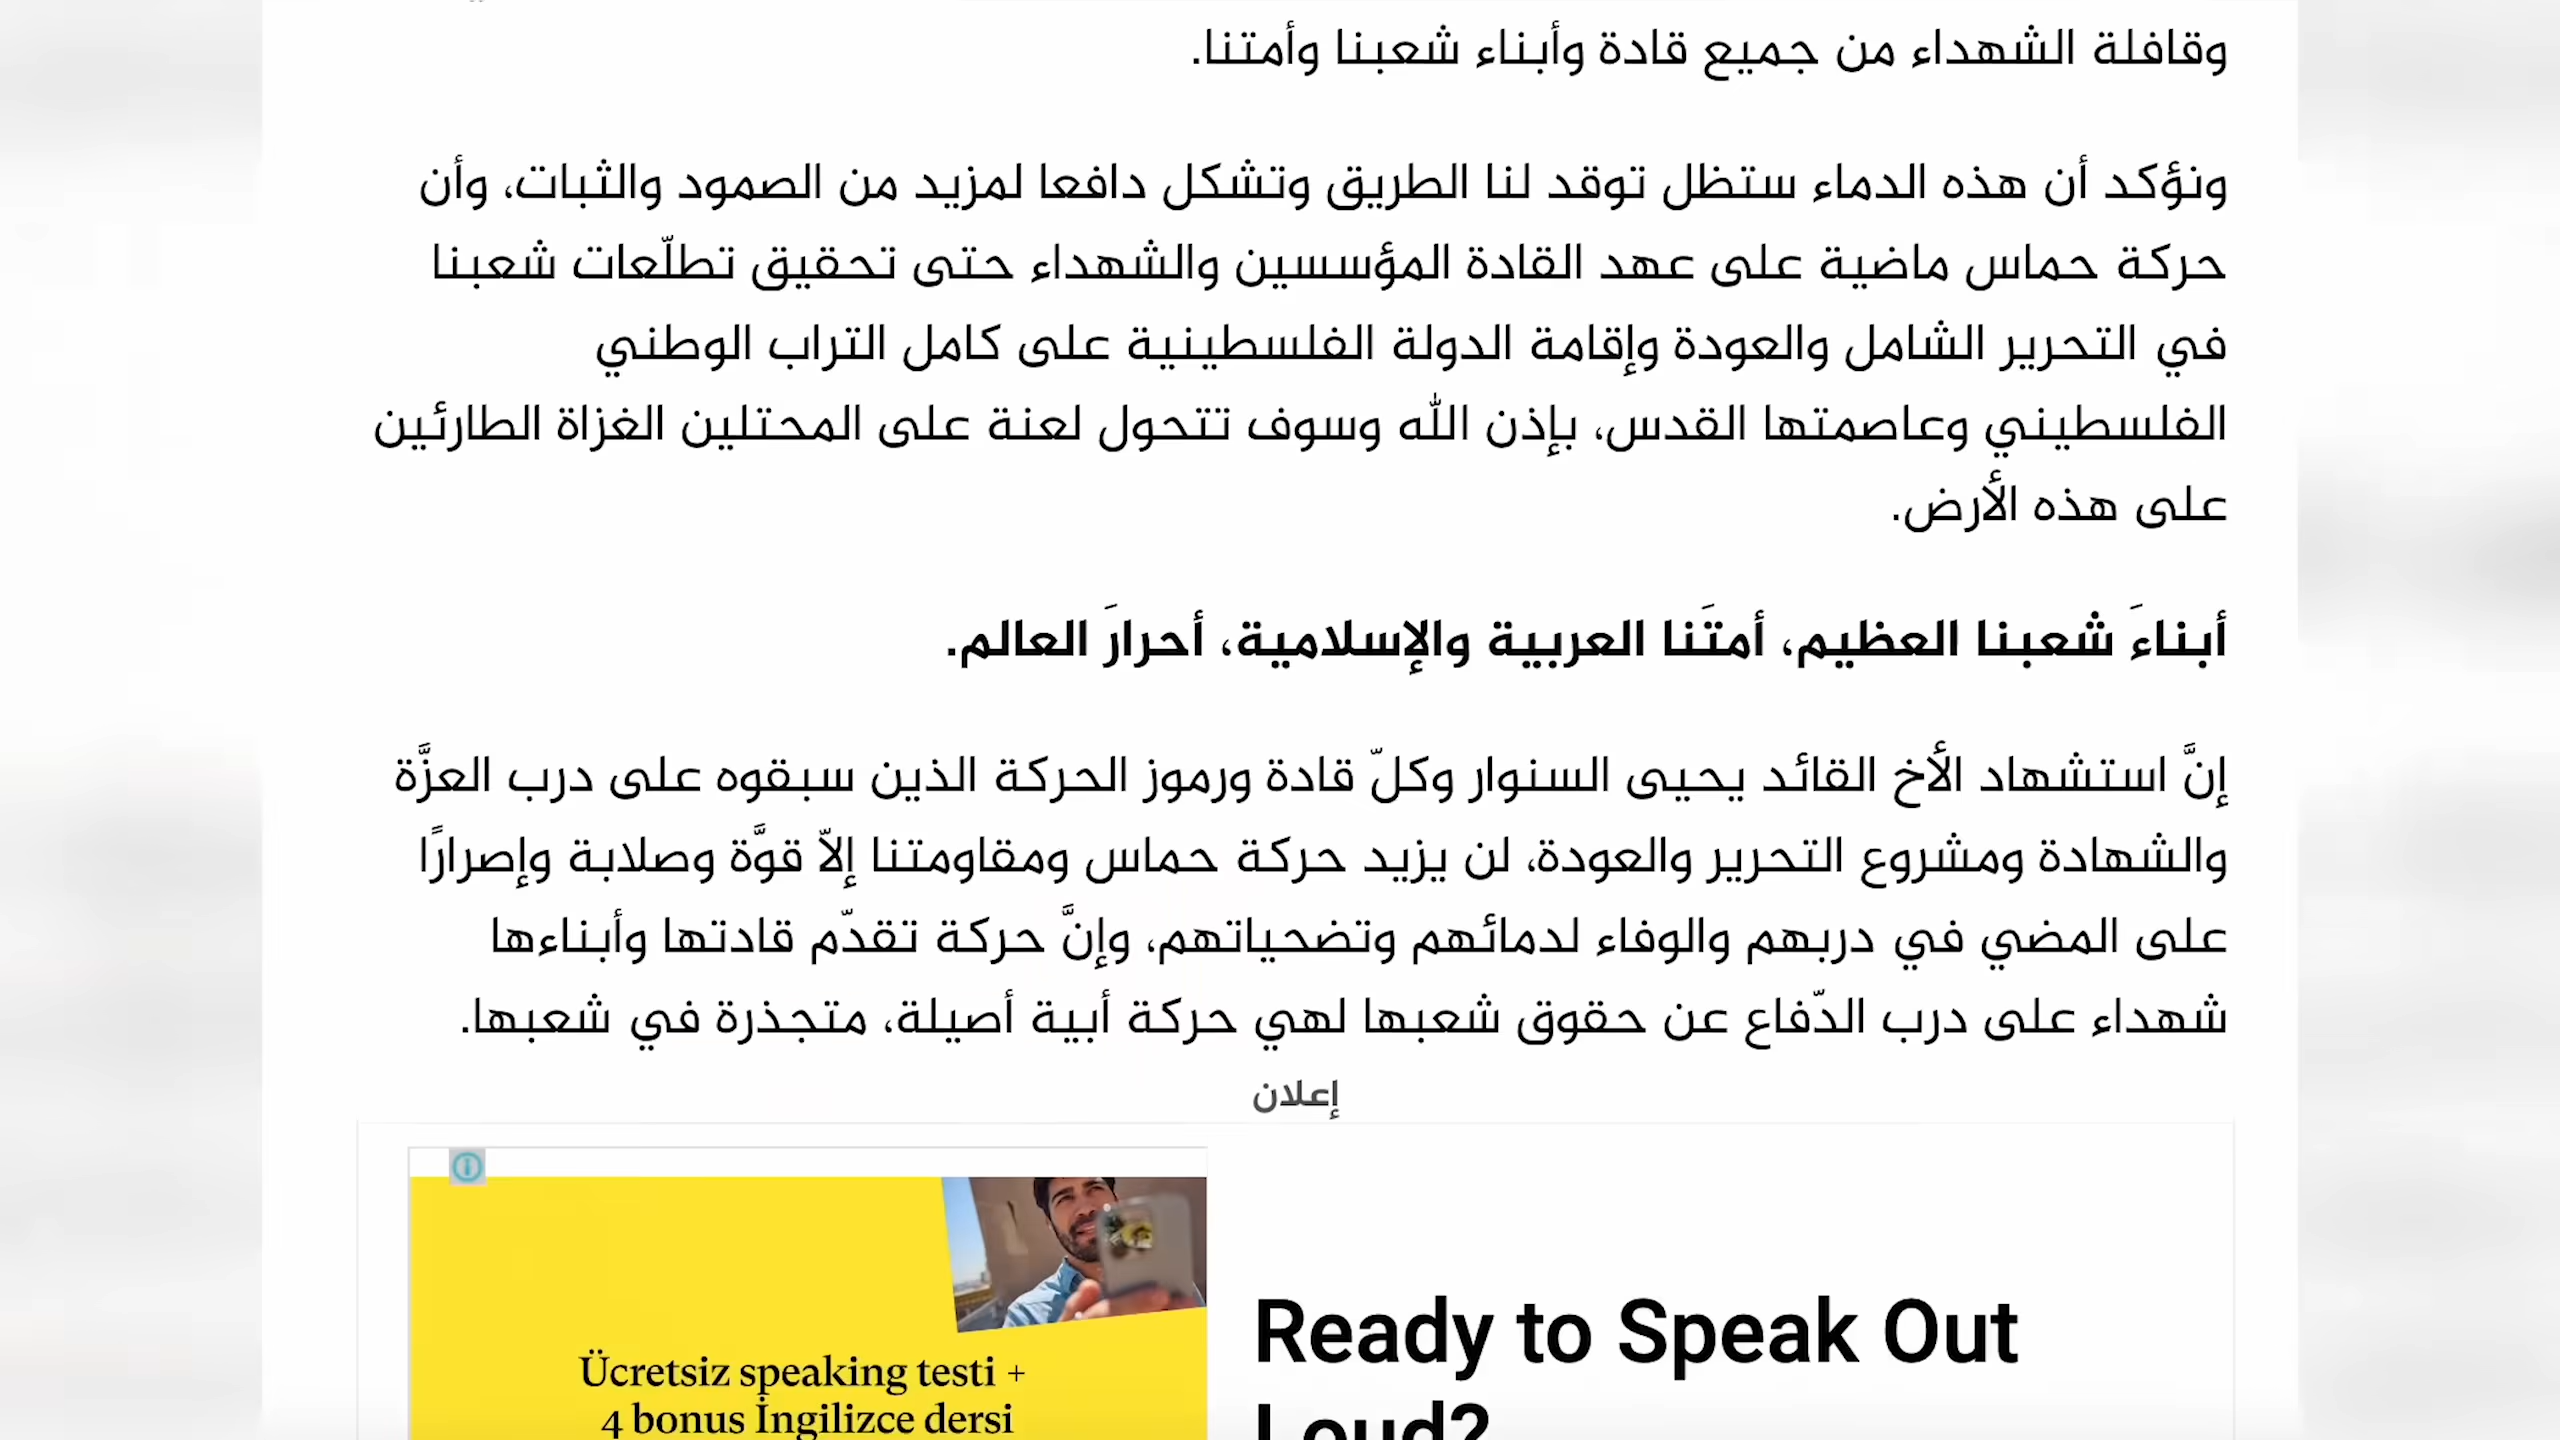 وقافلة الشهداء من جميع قادة وأبناء شعبنا وأمتنا.
ونؤكد أن هذه الدماء ستظل توقد لنا الطريق وتشكل دافعا لمزيد من الصمود والثبات، وأن
حركة حماس ماضية على عهد القادة المؤسسين والشهداء حتى تحقيق تطلّعات شعبنا
في التحرير الشامل والعودة وإقامة الدولة الفلسطينية على كامل التراب الوطني
الفلسطيني وعاصمتها القدس، بإذن الله وسوف تتحول لعنة على المحتلين الغزاة الطارئين
على هذه الأرض.
أبناءَ شعبنا العظيم، أمتَنا العربية والإسلامية، أحرارَ العالم.
إنَّ استشهاد الأخ القائد يحيى السنوار وكلّ قادة ورموز الحركة الذين سبقوه على درب العزَّة
والشهادة ومشروع التحرير والعودة، لن يزيد حركة حماس ومقاومتنا إلاّ قوَّة وصلابة وإصرارًا
على المضي في دربهم والوفاء لدمائهم وتضحياتهم، وإنَّ حركة تقدّم قادتها وأبناءها
شهداء على درب الدّفاع عن حقوق شعبها لهي حركة أبية أصيلة، متجذرة في شعبها.
إعلان
Ücretsiz speaking testi +
4 bonus İngilizce dersi
Ready to Speak Out
Loud?